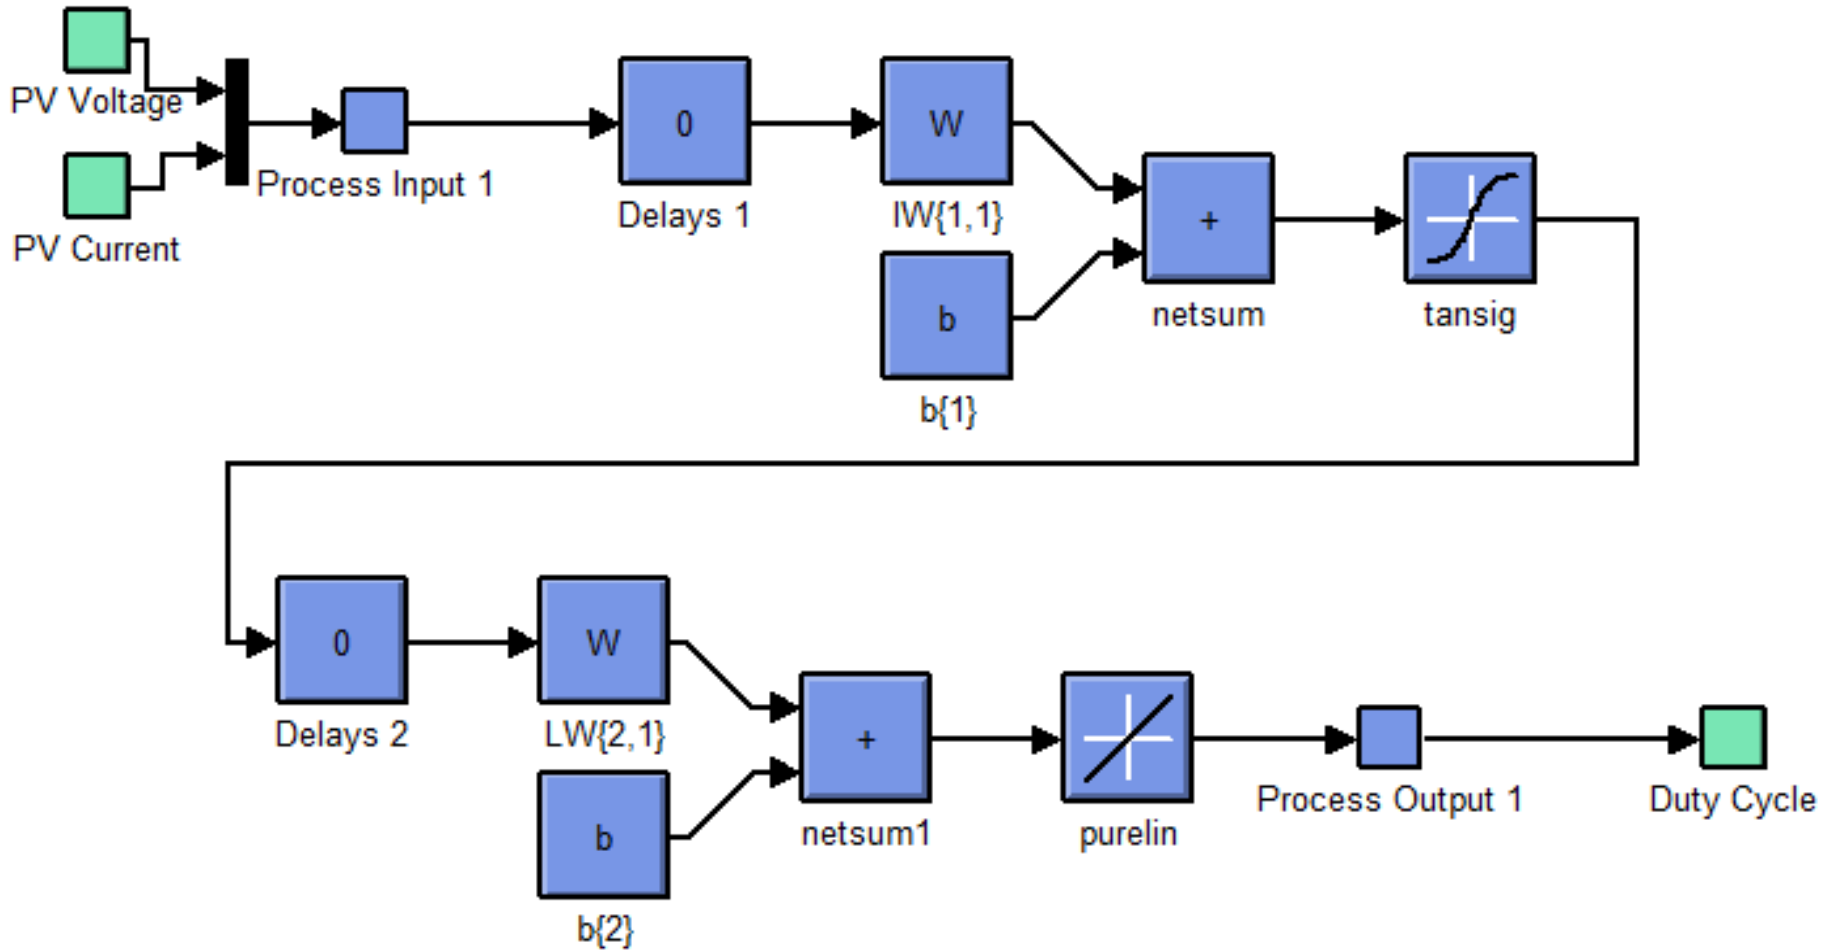 PV Voltage
PV Current
Process Input 1
0
Delays 1
W
IW{1,1}
b
b{1}
+
netsum
tansig
0
Delays 2
W
LW{2,1}
b
b{2}
+
netsum1
purelin
Process Output 1
Duty Cycle